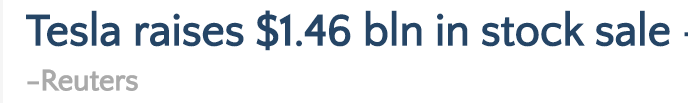 Tesla raises $1.46 bln in stock sale -
–Reuters